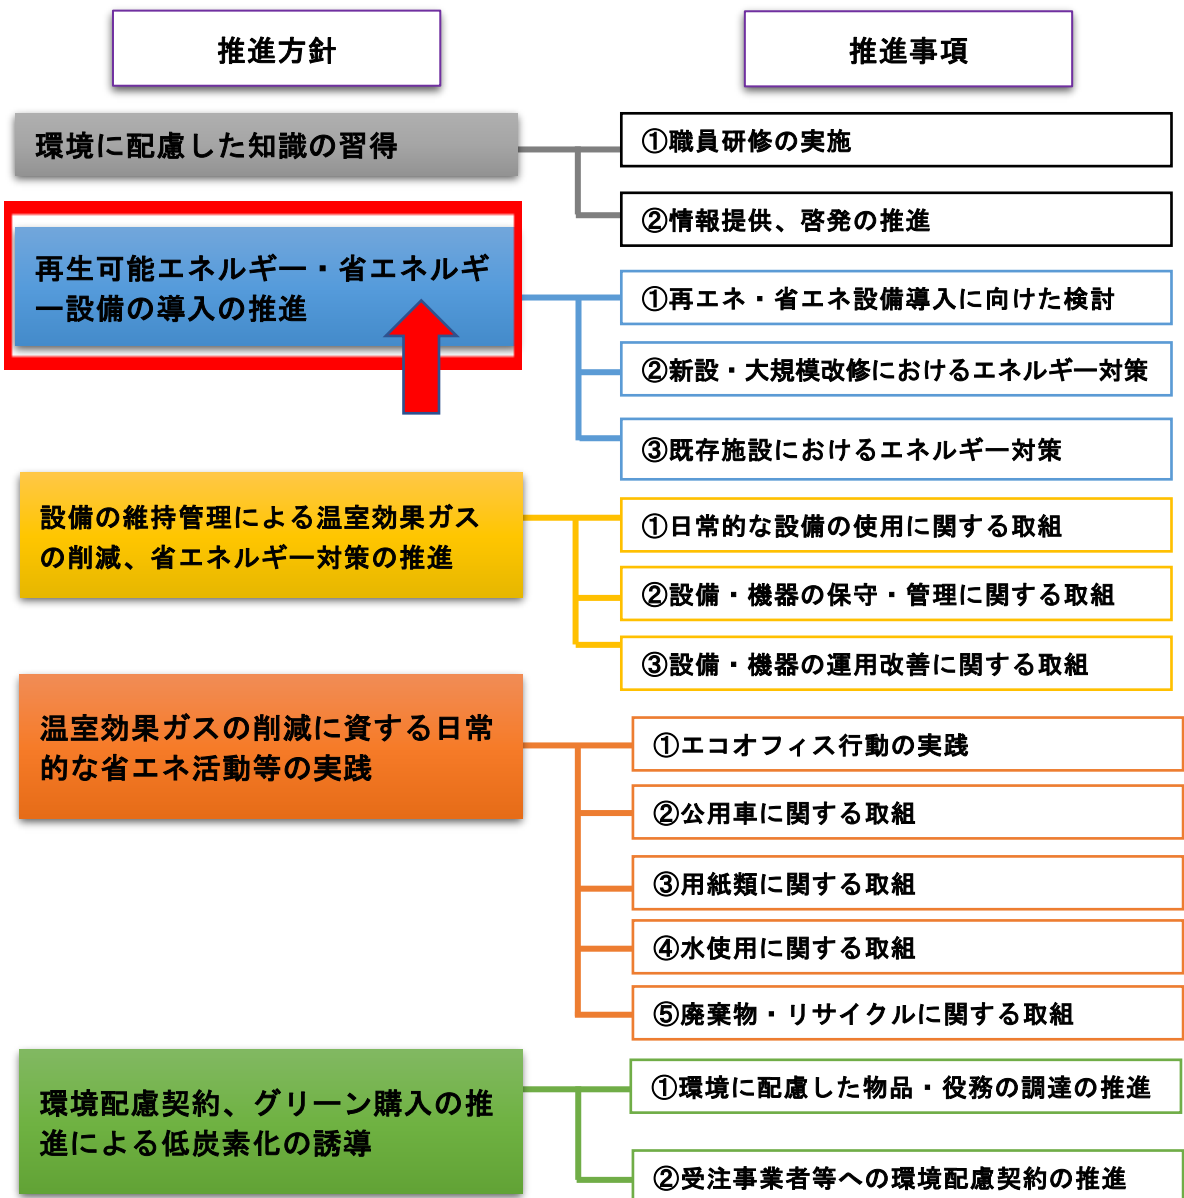 推進方針
推進事項
環境に配慮した知識の習得
①職員研修の実施
②情報提供、啓発の推進
再生可能エネルギー・省エネルギ
ー設備の導入の推進
①再エネ・省エネ設備導入に向けた検討
②新設・大規模改修におけるエネルギー対策
③既存施設におけるエネルギー対策
設備の維持管理による温室効果ガス
の削減、省エネルギー対策の推進
①日常的な設備の使用に関する取組
②設備・機器の保守・管理に関する取組
③設備・機器の運用改善に関する取組
温室効果ガスの削減に資する日常
的な省エネ活動等の実践
①エコオフィス行動の実践
②公用車に関する取組
③用紙類に関する取組
④水使用に関する取組
⑤廃棄物・リサイクルに関する取組
環境配慮契約、グリーン購入の推
進による低炭素化の誘導
①環境に配慮した物品・役務の調達の推進
②受注事業者等への環境配慮契約の推進